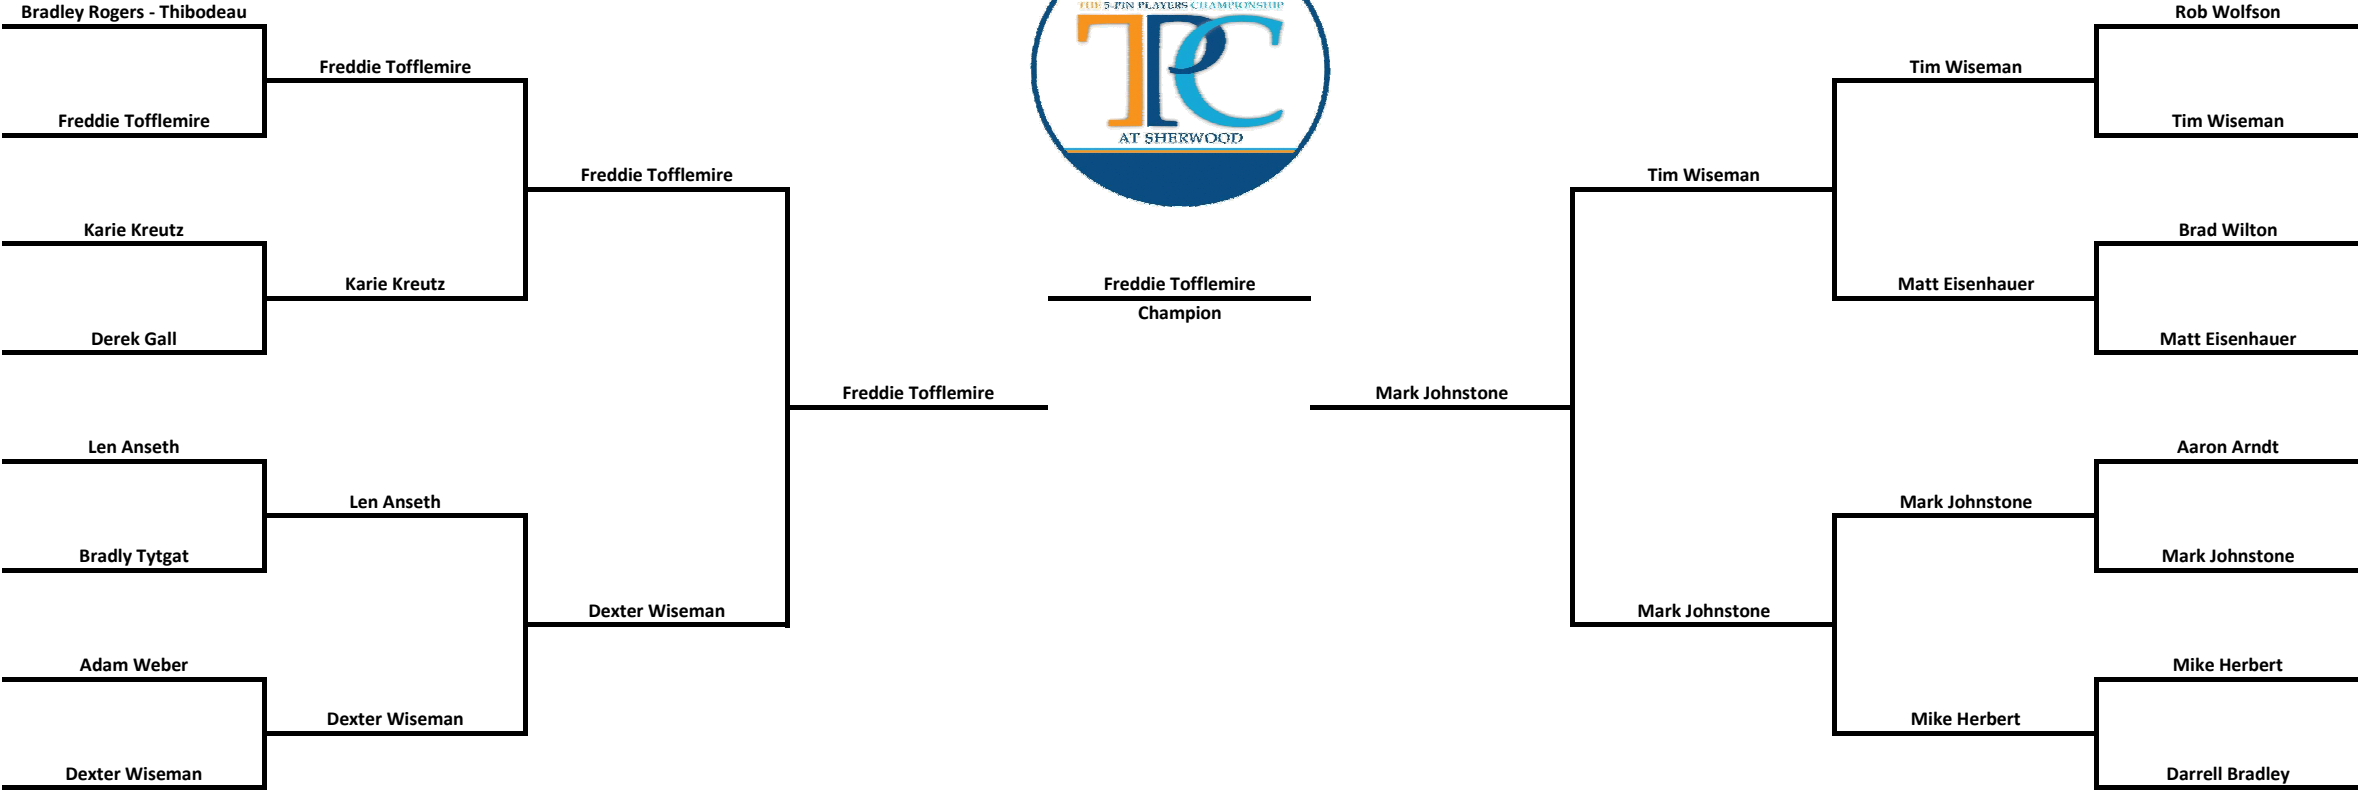 Bradley Rogers - Thibodeau
Freddie Tofflemire
Freddie Tofflemire
Freddie Tofflemire
Karie Kreutz
Karie Kreutz
Derek Gall
Freddie Tofflemire
Len Anseth
Len Anseth
Bradly Tytgat
Dexter Wiseman
Adam Weber
Dexter Wiseman
Dexter Wiseman
THE 5-PIN PLAYERS CHAMPIONSHIP
TPC
AT SHERWOOD
Freddie Tofflemire
Champion
Rob Wolfson
Tim Wiseman
Tim Wiseman
Tim Wiseman
Brad Wilton
Matt Eisenhauer
Matt Eisenhauer
Mark Johnstone
Aaron Arndt
Mark Johnstone
Mark Johnstone
Mark Johnstone
Mike Herbert
Mike Herbert
Darrell Bradley